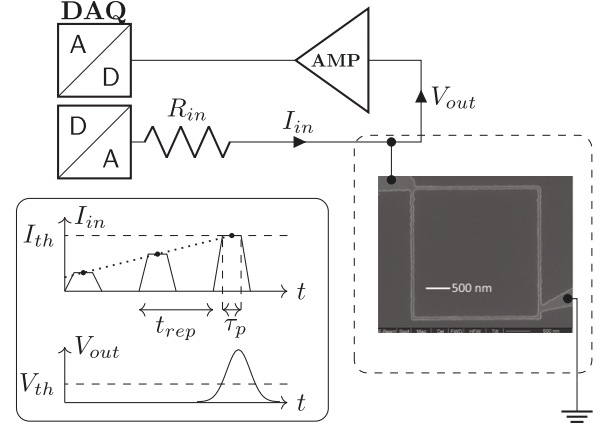 DAQ
A
D
AMP
D
A
R_in
I_in
V_out
500 nm
I_in
I_th
t
t_rep
τ_p
V_out
V_th
t